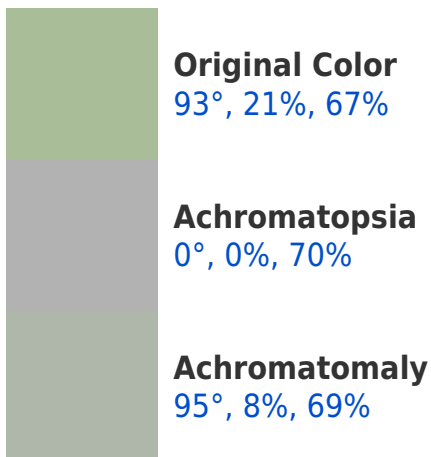 Original Color
93°, 21%, 67%
Achromatopsia
0°, 0%, 70%
Achromatomaly
95°, 8%, 69%